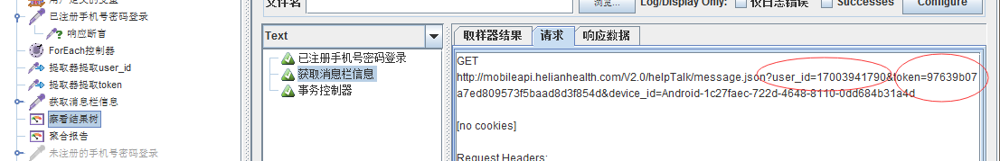 文件名
浏览...
Log/Display Only:
仅日志错误
Successes
Configure
已注册手机号密码登录
响应断言
ForEach控制器
提取器提取user_id
提取器提取token
获取消息栏信息
察看结果树
聚合报告
未注册的手机号密码登录
Text
已注册手机号密码登录
获取消息栏信息
事务控制器
取样器结果
请求
响应数据
GET
http://mobileapi.helianhealth.com/V2.0/helpTalk/message.json?user_id=17003941790&token=97639b07
a7ed809573f5baad8d3f854d&device_id=Android-1c27faec-722d-4648-8110-0dd684b31a4d
[no cookies]
Request Headers: